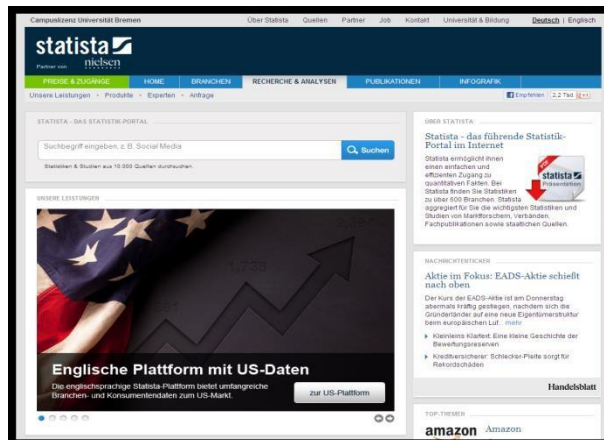 Campuslizenz Universität Bremen
Über Statista Quellen Partner Job Kontakt Universität & Bildung Deutsch | Englisch
statista
Partner von nielsen
PREISE & ZUGÄNGE HOME BRANCHEN RECHERCHE & ANALYSEN PUBLIKATIONEN INFOGRAFIK
Unsere Leistungen Produkte Experten Anfrage
Empfehlen 2,2 Tsd.
STATISTA - DAS STATISTIK-PORTAL
Suchbegriff eingeben, z. B. Social Media
Suchen
Statistiken & Studien aus 10.000 Quellen durchsuchen.
UNSERE LEISTUNGEN
2,284
1,738
Englische Plattform mit US-Daten
Die englischsprachige Statista-Plattform bietet umfangreiche
Branchen- und Konsumentendaten zum US-Markt.
zur US-Plattform
ÜBER STATISTA
Statista - das führende Statistik-
Portal im Internet
Statista ermöglicht Ihnen
einen einfachen und
effizienten Zugang zu
quantitativen Fakten. Bei
Statista finden Sie Statistiken
zu über 600 Branchen. Statista
aggregiert für Sie die wichtigsten Statistiken und
Studien von Marktforschern, Verbänden,
Fachpublikationen sowie staatlichen Quellen.
PDF
statista
Präsentation
NACHRICHTENTICKER
Aktie im Fokus: EADS-Aktie schießt
nach oben
Der Kurs der EADS-Aktie ist am Donnerstag
abermals kräftig gestiegen, nachdem sich die
Gründerländer auf eine neue Eigentümerstruktur
beim europäischen Luf... mehr
Kleinleins Klartext: Eine kleine Geschichte der
Bewertungsreserven
Kreditversicherer: Schlecker-Pleite sorgt für
Rekordschäden
Handelsblatt
TOP-THEMEN
amazon Amazon